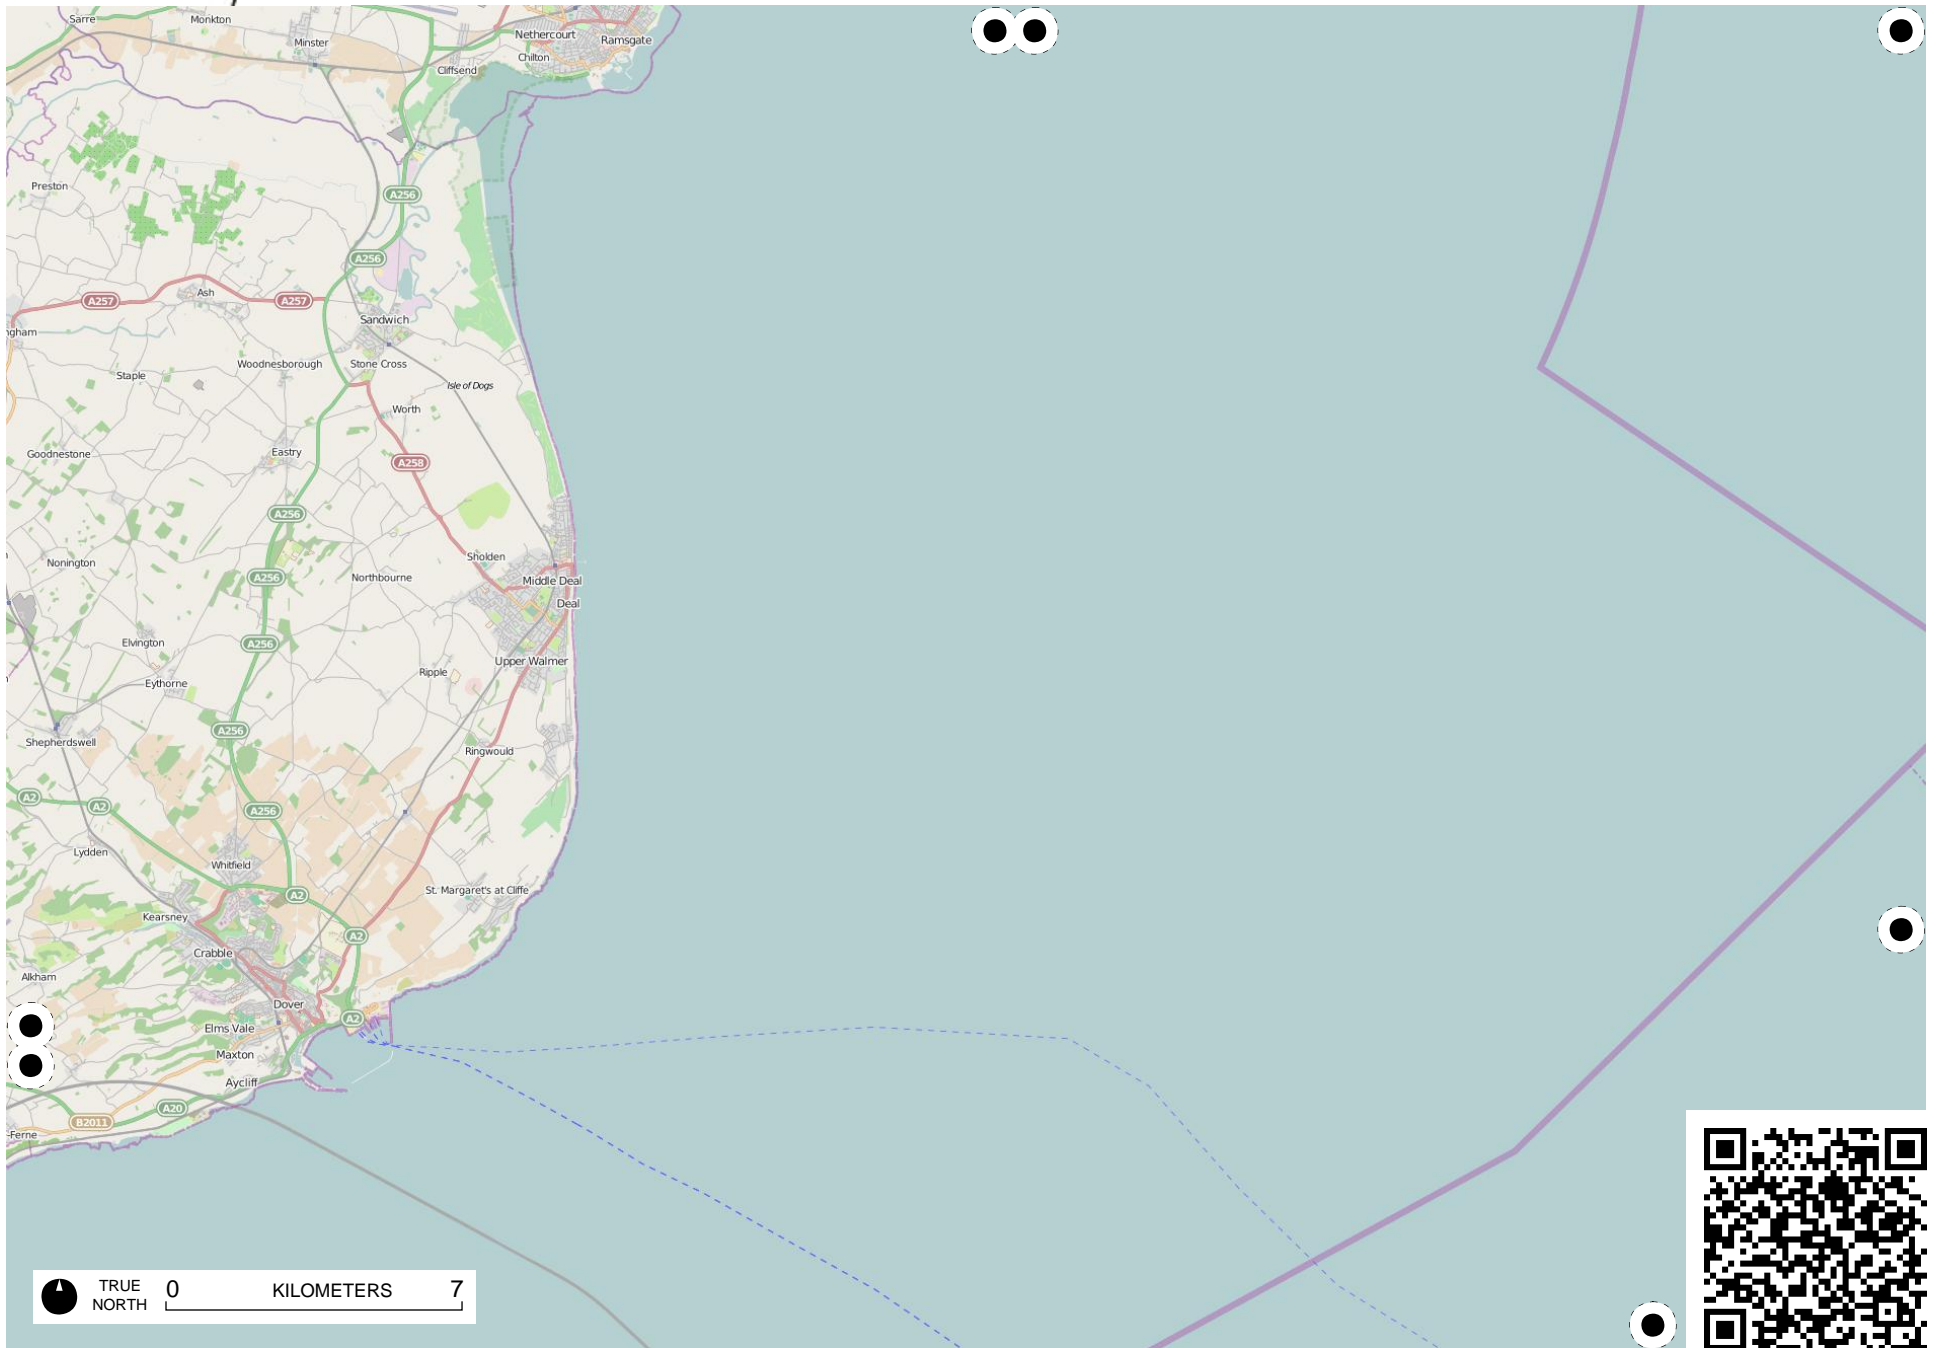 Sarre
Monkton
Minster
Nethercourt
Ramsgate
Chilton
Cliffsend
Preston
A256
A256
Ash
A257
A257
Sandwich
ngham
Woodnesborough
Stone Cross
Staple
Isle of Dogs
Worth
Goodnestone
Eastry
A258
A256
Sholden
Nonington
A256
Northbourne
Middle Deal
Deal
Elvington
A256
Upper Walmer
Ripple
Eythorne
A256
Shepherdswell
Ringwould
A2
A2
A256
Lydden
Whitfield
St. Margaret's at Cliffe
A2
Kearsney
A2
Crabble
Alkham
Dover
A2
Elms Vale
Maxton
Aycliff
A20
B2011
-Ferne
TRUE NORTH
0 KILOMETERS 7